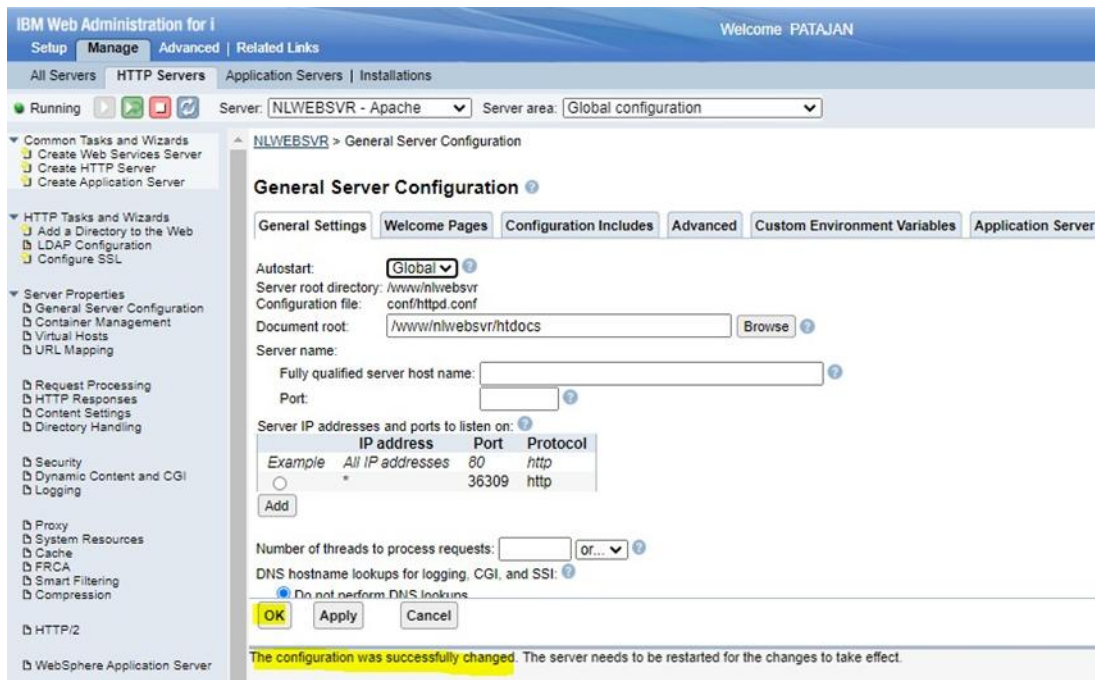 IBM Web Administration for i
Welcome PATAJAN
Setup Manage Advanced | Related Links
All Servers HTTP Servers Application Servers | Installations
Running Server: NLWEBSVR - Apache Server area: Global configuration
Common Tasks and Wizards
Create Web Services Server
Create HTTP Server
Create Application Server
HTTP Tasks and Wizards
Add a Directory to the Web
LDAP Configuration
Configure SSL
Server Properties
General Server Configuration
Container Management
Virtual Hosts
URL Mapping
Request Processing
HTTP Responses
Content Settings
Directory Handling
Security
Dynamic Content and CGI
Logging
Proxy
System Resources
Cache
FRCA
Smart Filtering
Compression
HTTP/2
WebSphere Application Server
NLWEBSVR > General Server Configuration
General Server Configuration
General Settings Welcome Pages Configuration Includes Advanced Custom Environment Variables Application Server
Autostart: Global
Server root directory: /www/nlwebsvr
Configuration file: conf/httpd.conf
Document root: /www/nlwebsvr/htdocs Browse
Server name:
Fully qualified server host name:
Port:
Server IP addresses and ports to listen on:
IP address Port Protocol
Example All IP addresses 80 http
* 36309 http
Add
Number of threads to process requests: or...
DNS hostname lookups for logging, CGI, and SSI:
Do not perform DNS lookups
OK Apply Cancel
The configuration was successfully changed. The server needs to be restarted for the changes to take effect.